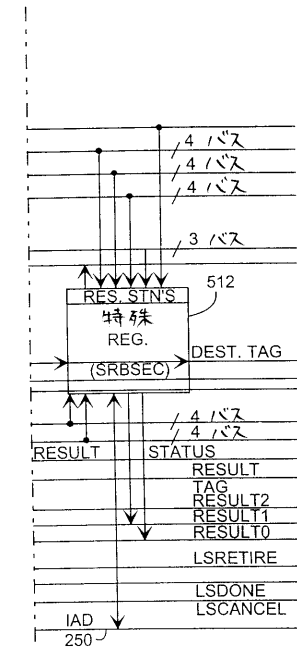 4 バス
4 バス
4 バス
3 バス
RES. STN'S
512
特殊
REG.
(SRBSEC)
DEST. TAG
4 バス
4 バス
RESULT
STATUS
RESULT
TAG
RESULT2
RESULT1
RESULT0
LSRETIRE
LSDONE
LSCANCEL
IAD
250